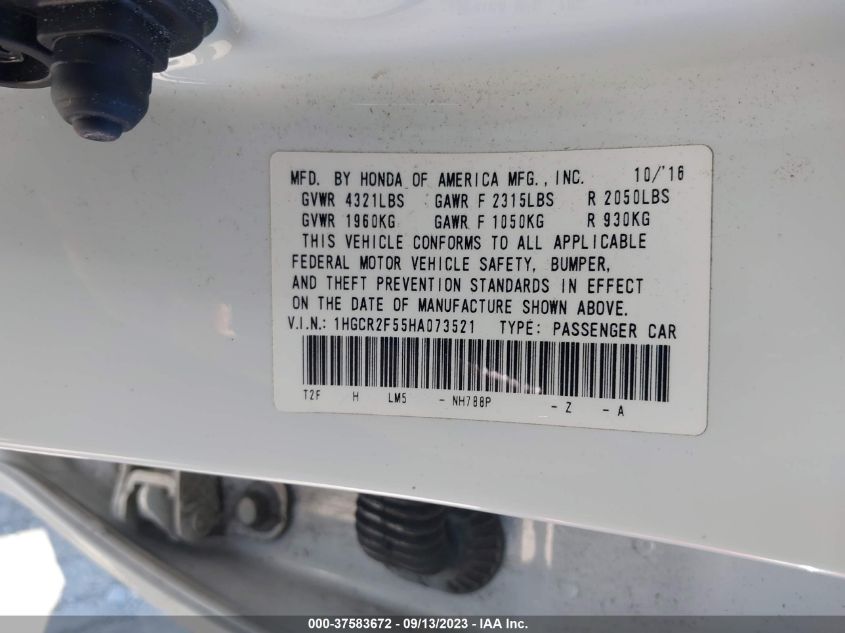 MFD. BY HONDA OF AMERICA MFG., INC. 10/'16
GVWR 4321LBS GAWR F 2315LBS R 2050LBS
GVWR 1960KG GAWR F 1050KG R 930KG
THIS VEHICLE CONFORMS TO ALL APPLICABLE
FEDERAL MOTOR VEHICLE SAFETY, BUMPER,
AND THEFT PREVENTION STANDARDS IN EFFECT
ON THE DATE OF MANUFACTURE SHOWN ABOVE.
V.I.N.: 1HGCR2F55HA073521 TYPE: PASSENGER CAR
T2F H LM5 - NH788P - Z - A
000-37583672 - 09/13/2023 - IAA Inc.